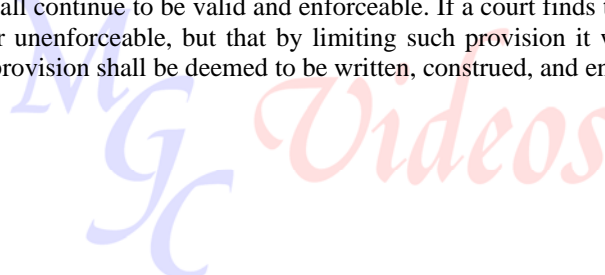 all continue to be valid and enforceable. If a court finds
unenforceable, but that by limiting such provision it
provision shall be deemed to be written, construed, and
MGC Videos